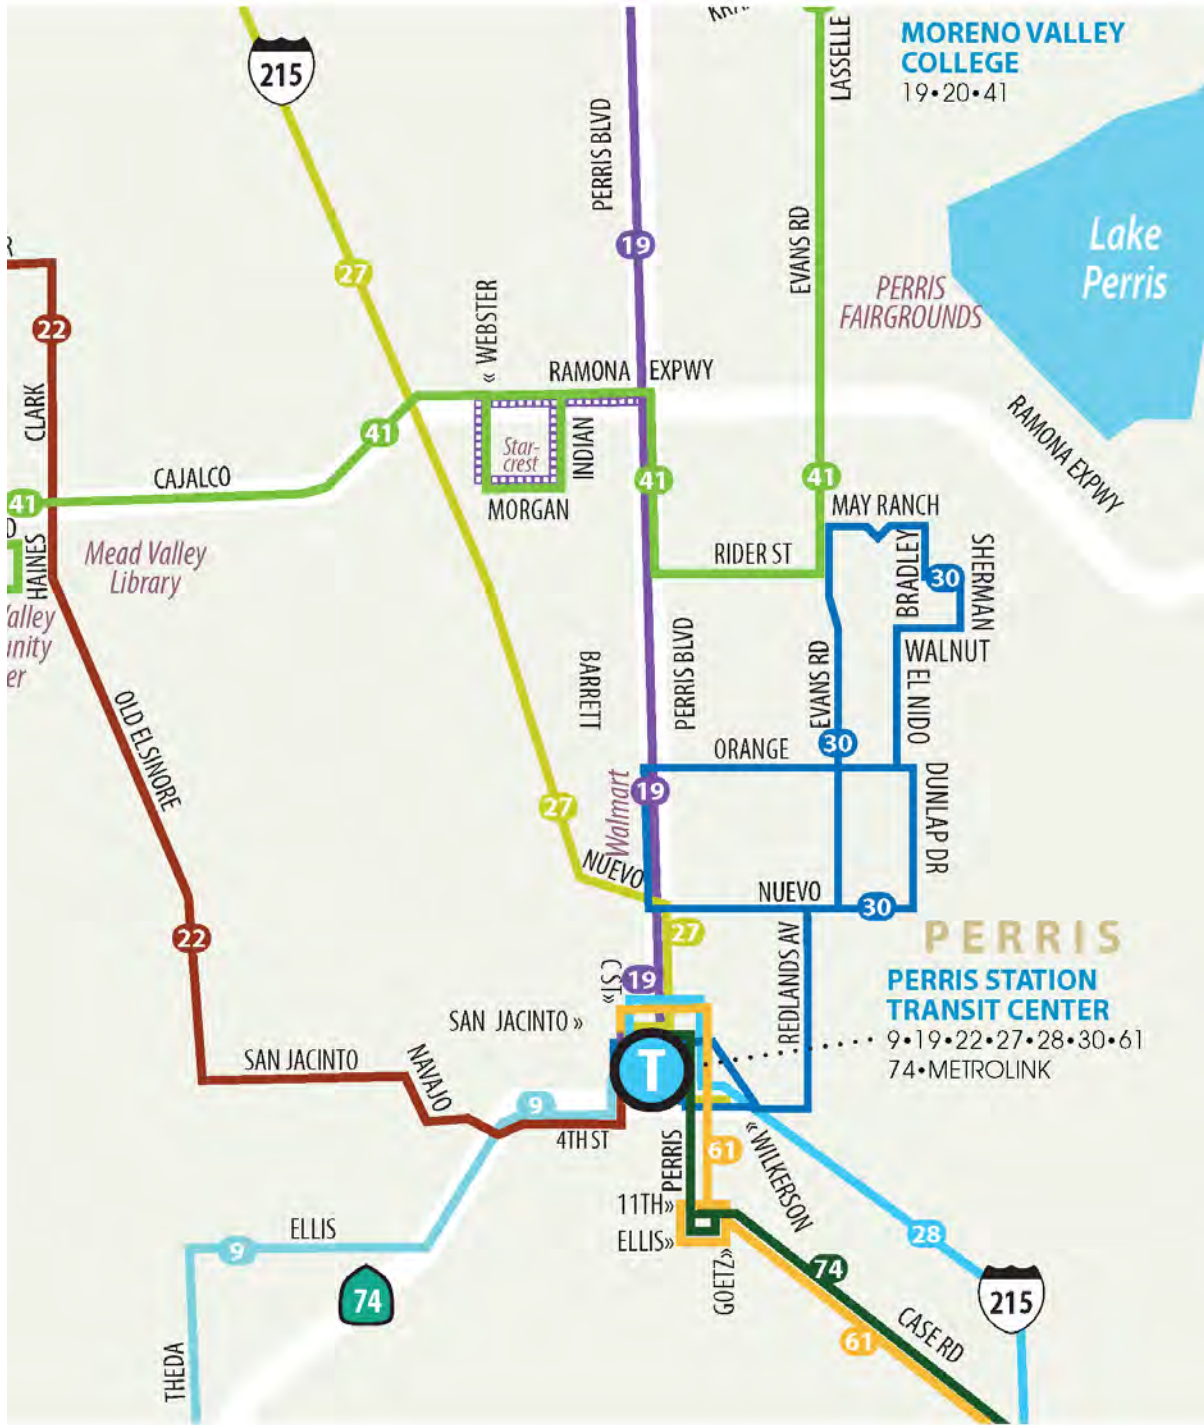 KRA
LASSELLE
MORENO VALLEY
COLLEGE
19•20•41
215
PERRIS BLVD
19
EVANS RD
Lake
Perris
27
PERRIS
FAIRGROUNDS
R
22
« WEBSTER
RAMONA EXPWY
CLARK
41
Star-
crest
INDIAN
RAMONA EXPWY
CAJALCO
41
41
41
MORGAN
MAY RANCH
O
HAINES
Mead Valley
Library
RIDER ST
BRADLEY
30
SHERMAN
alley
unity
er
WALNUT
BARRETT
PERRIS BLVD
EVANS RD
EL NIDO
OLD ELSINORE
30
ORANGE
19
Walmart
27
DUNLAP DR
NUEVO
NUEVO
30
22
27
REDLANDS AV
PERRIS
C ST»
19
PERRIS STATION
TRANSIT CENTER
9•19•22•27•28•30•61
74•METROLINK
SAN JACINTO »
SAN JACINTO
NAVAJO
T
9
4TH ST
PERRIS
61
« WILKERSON
11TH»
ELLIS»
GOETZ»
ELLIS
9
28
74
74
215
61
CASE RD
THEDA